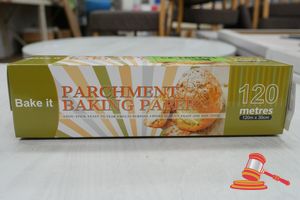 Bake it
PARCHMENT
BAKING PAPER
120
metres
120m x 30cm